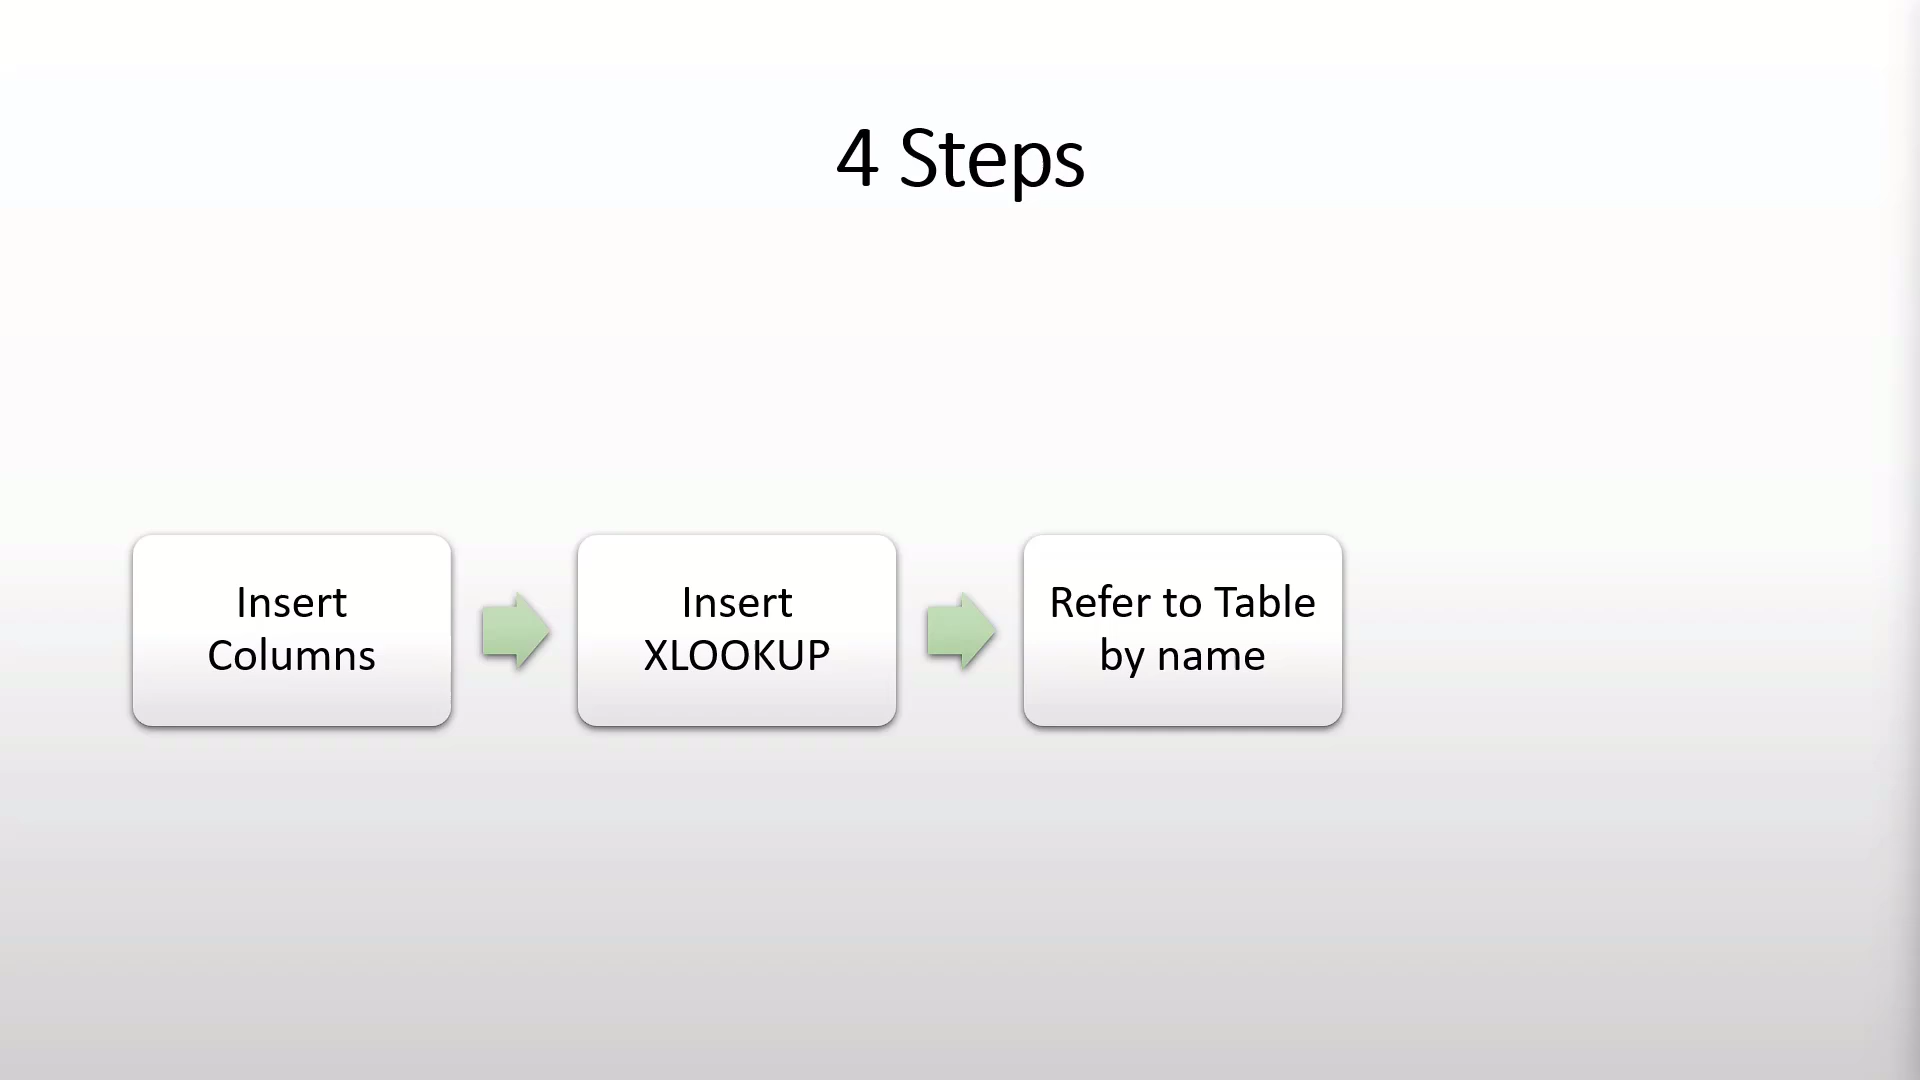 4 Steps
Insert
Columns
Insert
XLOOKUP
Refer to Table
by name